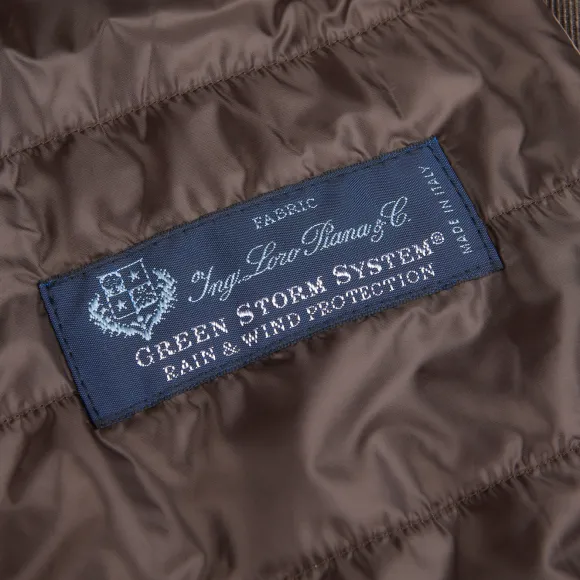 FABRIC
Ing. Loro Piana & C.
GREEN STORM SYSTEM®
RAIN & WIND PROTECTION
MADE IN ITALY